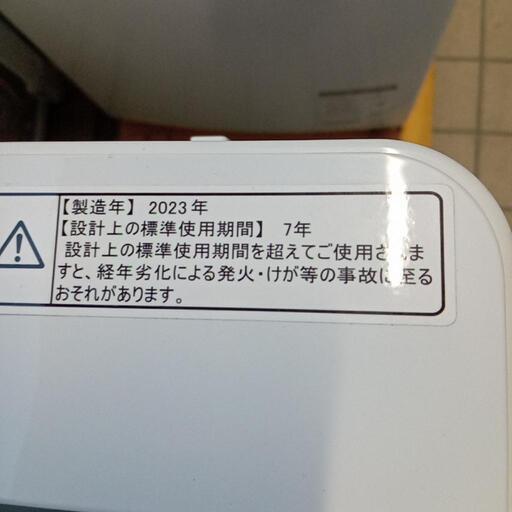 【製造年】 2023年
【設計上の標準使用期間】 7年
設計上の標準使用期間を超えてご使用されま
すと、経年劣化による発火・けが等の事故に至る
おそれがあります。